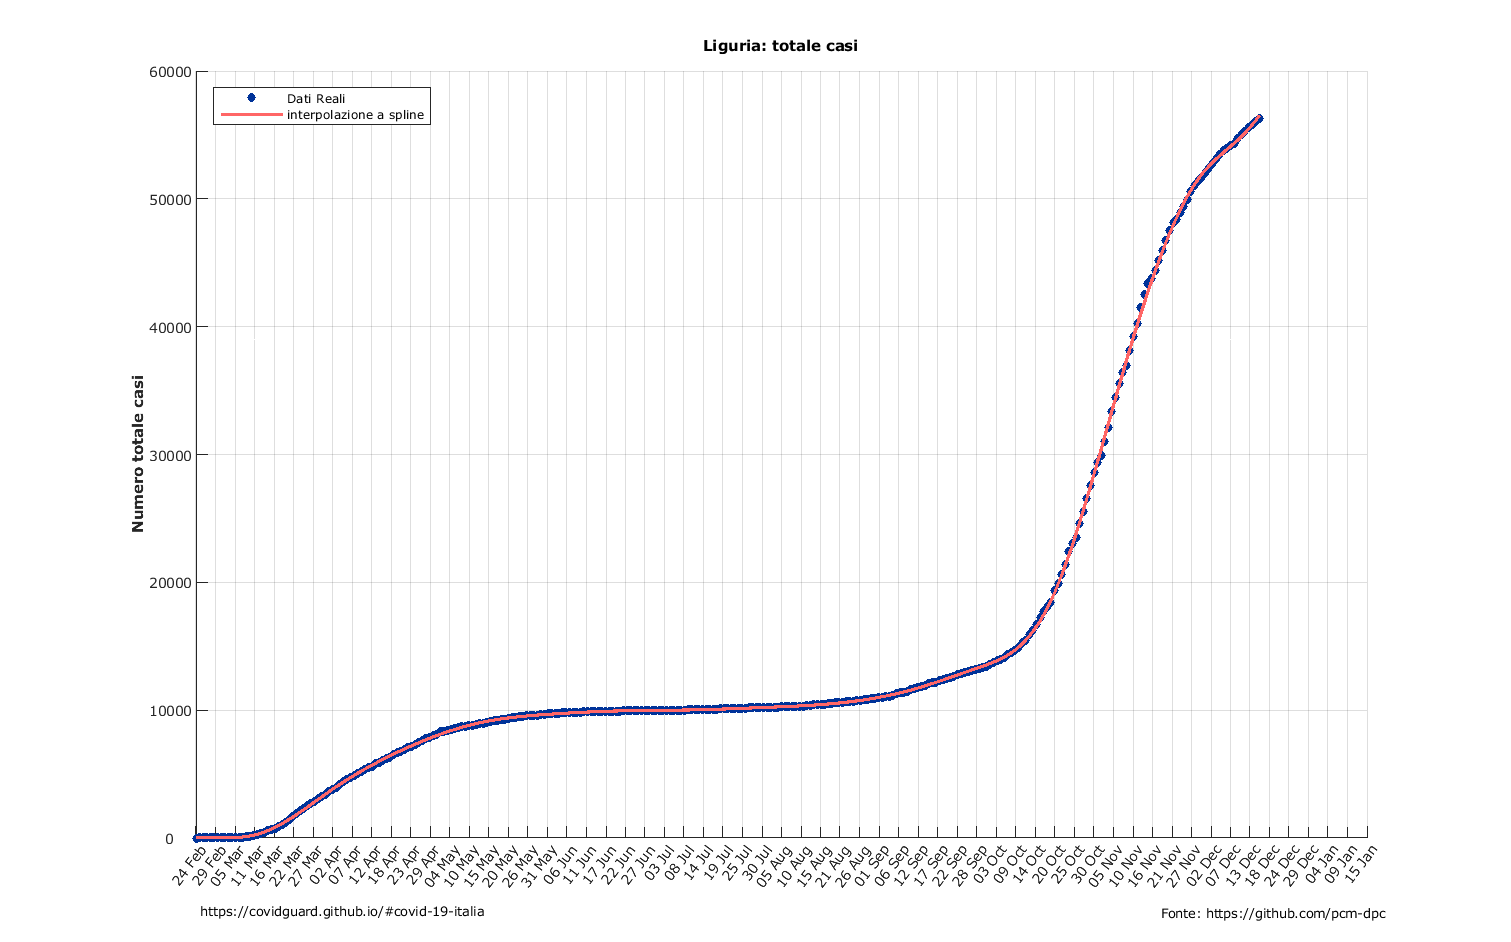 Liguria: totale casi
60000
50000
40000
30000
20000
10000
0
Numero totale casi
Dati Reali
interpolazione a spline
24 Feb
29 Feb
05 Mar
11 Mar
16 Mar
22 Mar
27 Mar
02 Apr
07 Apr
12 Apr
18 Apr
23 Apr
29 Apr
04 May
10 May
15 May
20 May
26 May
31 May
06 Jun
11 Jun
17 Jun
22 Jun
27 Jun
03 Jul
08 Jul
14 Jul
19 Jul
25 Jul
30 Jul
05 Aug
10 Aug
15 Aug
21 Aug
26 Aug
01 Sep
06 Sep
12 Sep
17 Sep
22 Sep
28 Sep
03 Oct
09 Oct
14 Oct
20 Oct
25 Oct
30 Oct
05 Nov
10 Nov
16 Nov
21 Nov
27 Nov
02 Dec
07 Dec
13 Dec
18 Dec
24 Dec
29 Dec
04 Jan
09 Jan
15 Jan
https://covidguard.github.io/#covid-19-italia
Fonte: https://github.com/pcm-dpc